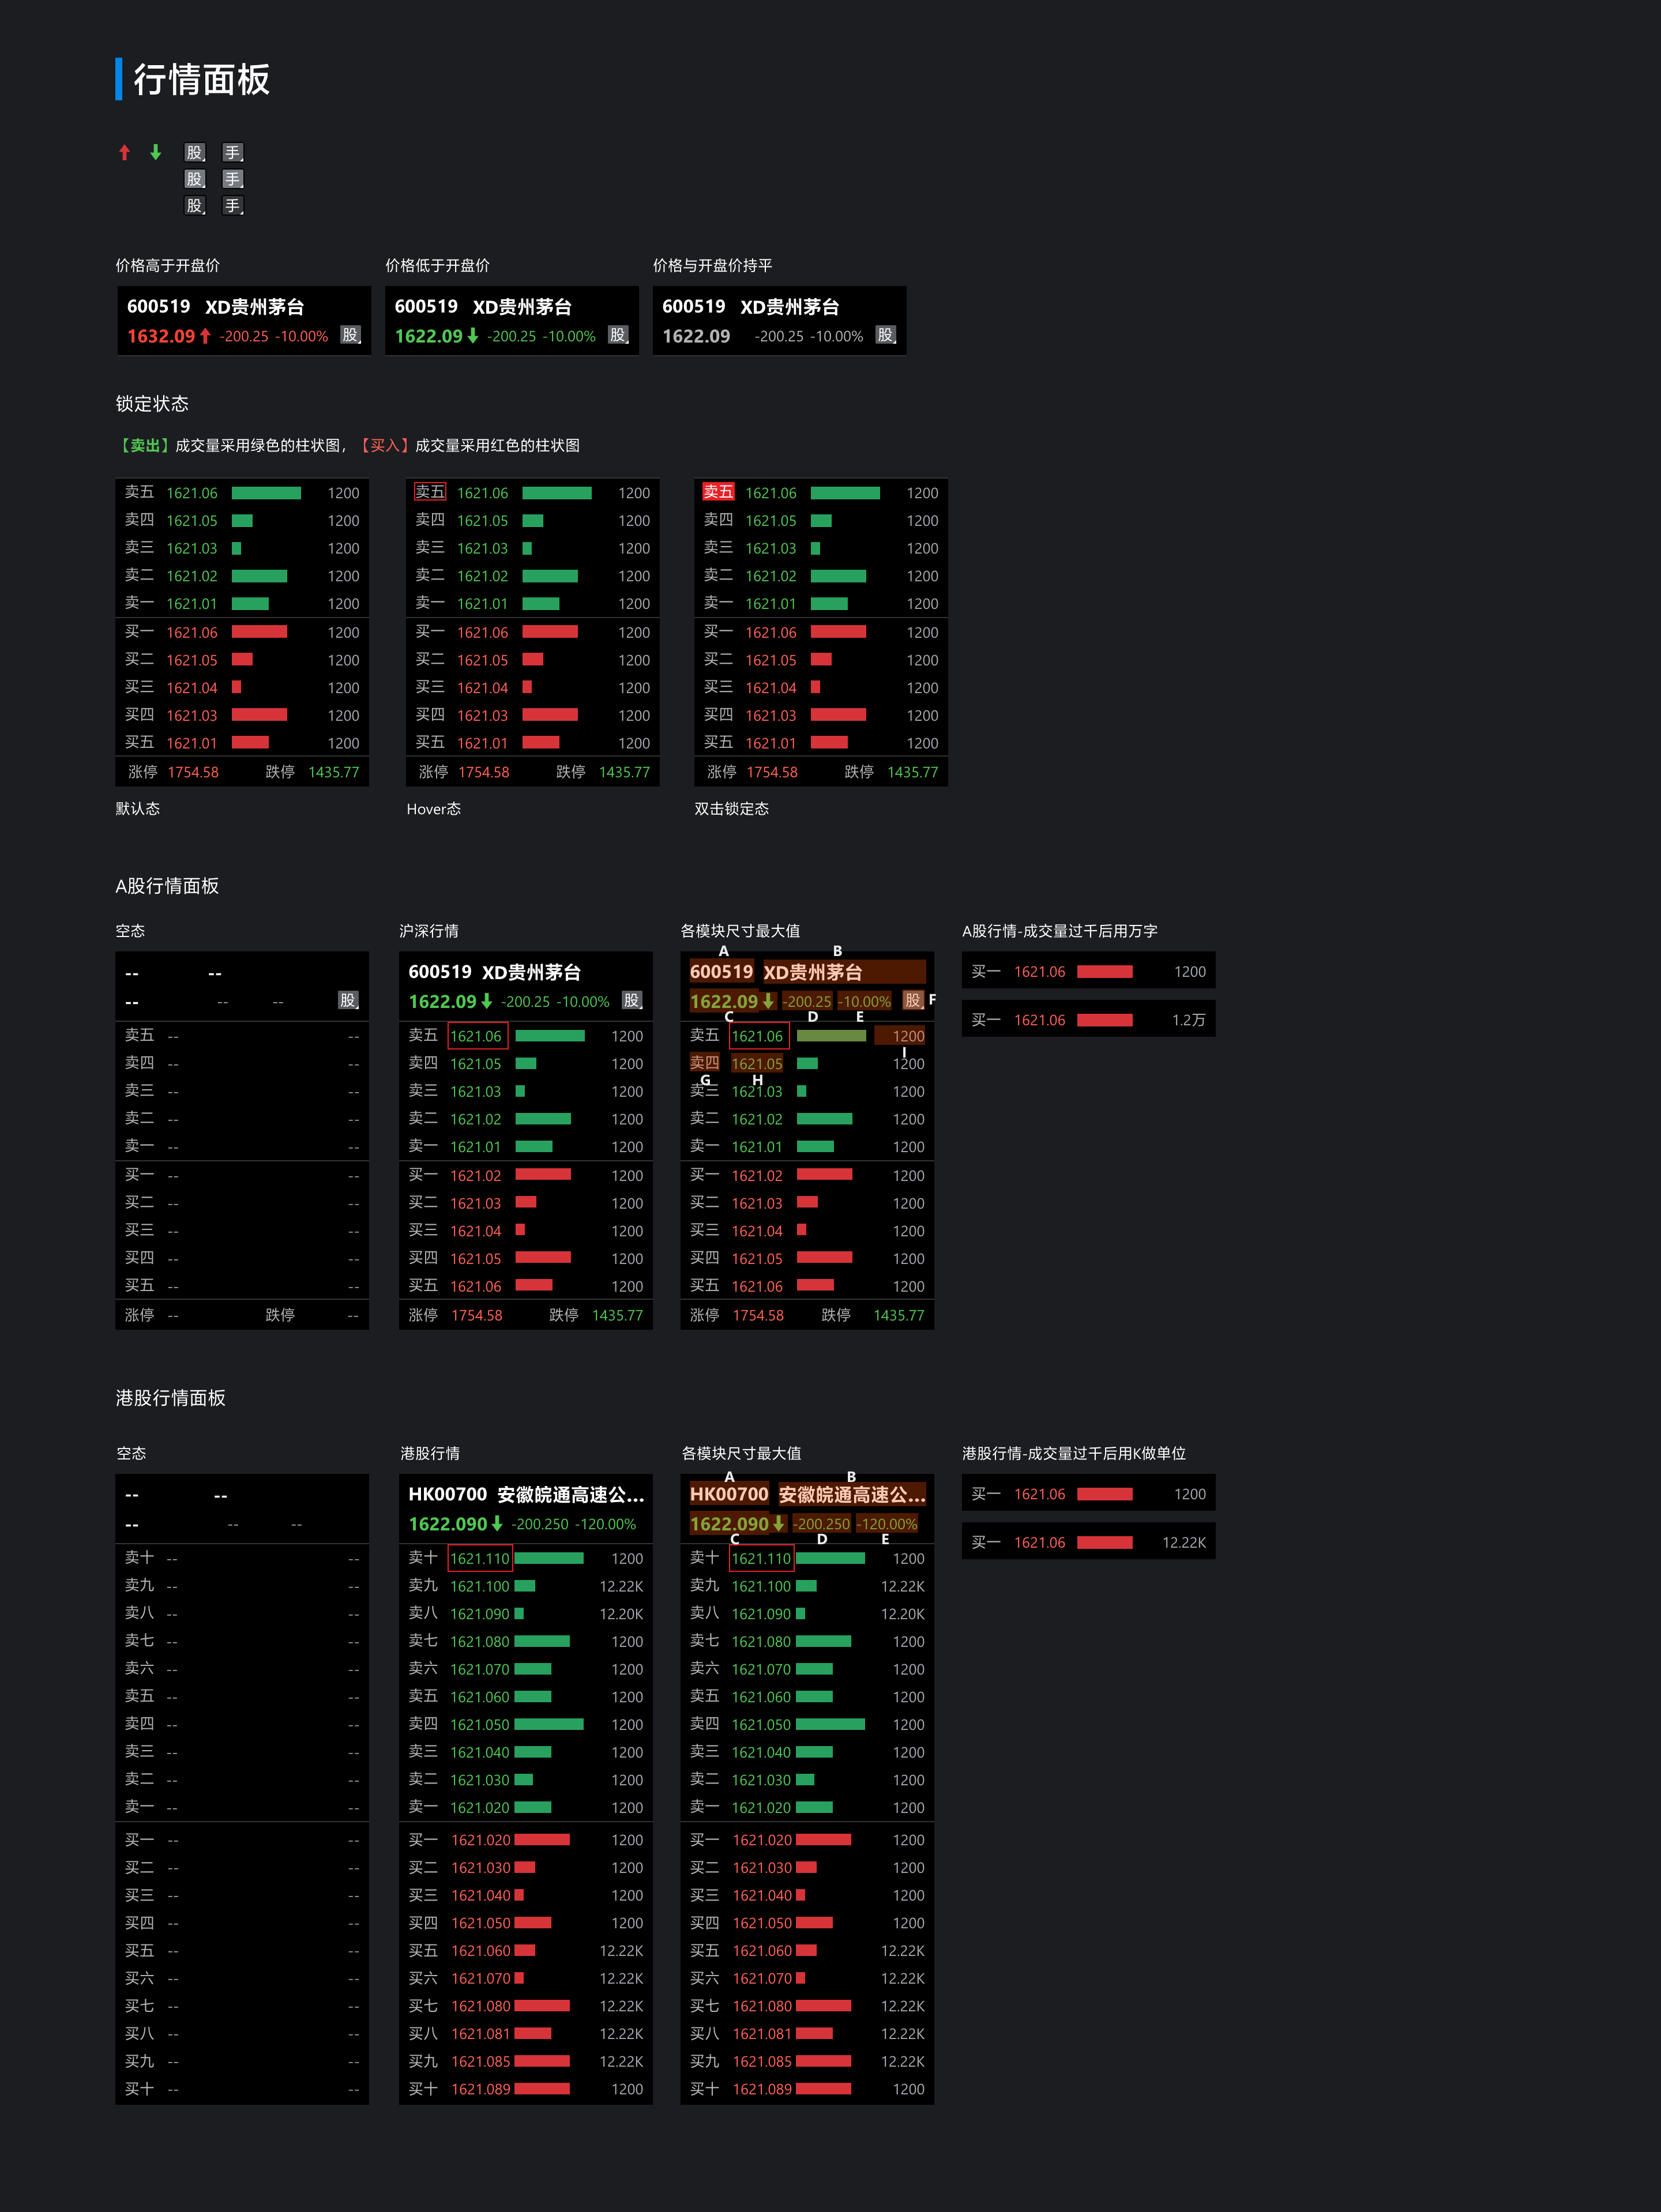 行情面板
股 手
股 手
股 手
价格高于开盘价 价格低于开盘价 价格与开盘价持平
600519 XD贵州茅台 600519 XD贵州茅台 600519 XD贵州茅台
1632.09 -200.25 -10.00% 股 1622.09 -200.25 -10.00% 股 1622.09 -200.25 -10.00% 股
锁定状态
【卖出】成交量采用绿色的柱状图，【买入】成交量采用红色的柱状图
卖五 1621.06 1200 卖五 1621.06 1200 卖五 1621.06 1200
卖四 1621.05 1200 卖四 1621.05 1200 卖四 1621.05 1200
卖三 1621.03 1200 卖三 1621.03 1200 卖三 1621.03 1200
卖二 1621.02 1200 卖二 1621.02 1200 卖二 1621.02 1200
卖一 1621.01 1200 卖一 1621.01 1200 卖一 1621.01 1200
买一 1621.06 1200 买一 1621.06 1200 买一 1621.06 1200
买二 1621.05 1200 买二 1621.05 1200 买二 1621.05 1200
买三 1621.04 1200 买三 1621.04 1200 买三 1621.04 1200
买四 1621.03 1200 买四 1621.03 1200 买四 1621.03 1200
买五 1621.01 1200 买五 1621.01 1200 买五 1621.01 1200
涨停 1754.58 跌停 1435.77 涨停 1754.58 跌停 1435.77 涨停 1754.58 跌停 1435.77
默认态 Hover态 双击锁定态
A股行情面板
空态 沪深行情 各模块尺寸最大值 A股行情-成交量过千后用万字
A B
-- -- 600519 XD贵州茅台 600519 XD贵州茅台 买一 1621.06 1200
-- -- -- 股 1622.09 -200.25 -10.00% 股 1622.09 -200.25 -10.00% 股 F
C D E 买一 1621.06 1.2万
卖五 -- -- 卖五 1621.06 1200 卖五 1621.06 1200
I
卖四 -- -- 卖四 1621.05 1200 卖四 1621.05 1200
G H
卖三 -- -- 卖三 1621.03 1200 卖三 1621.03 1200
卖二 -- -- 卖二 1621.02 1200 卖二 1621.02 1200
卖一 -- -- 卖一 1621.01 1200 卖一 1621.01 1200
买一 -- -- 买一 1621.02 1200 买一 1621.02 1200
买二 -- -- 买二 1621.03 1200 买二 1621.03 1200
买三 -- -- 买三 1621.04 1200 买三 1621.04 1200
买四 -- -- 买四 1621.05 1200 买四 1621.05 1200
买五 -- -- 买五 1621.06 1200 买五 1621.06 1200
涨停 -- 跌停 -- 涨停 1754.58 跌停 1435.77 涨停 1754.58 跌停 1435.77
港股行情面板
空态 港股行情 各模块尺寸最大值 港股行情-成交量过千后用K做单位
A B
-- -- HK00700 安徽皖通高速公... HK00700 安徽皖通高速公... 买一 1621.06 1200
-- -- -- 1622.090 -200.250 -120.00% 1622.090 -200.250 -120.00%
C D E 买一 1621.06 12.22K
卖十 -- -- 卖十 1621.110 1200 卖十 1621.110 1200
卖九 -- -- 卖九 1621.100 12.22K 卖九 1621.100 12.22K
卖八 -- -- 卖八 1621.090 12.20K 卖八 1621.090 12.20K
卖七 -- -- 卖七 1621.080 1200 卖七 1621.080 1200
卖六 -- -- 卖六 1621.070 1200 卖六 1621.070 1200
卖五 -- -- 卖五 1621.060 1200 卖五 1621.060 1200
卖四 -- -- 卖四 1621.050 1200 卖四 1621.050 1200
卖三 -- -- 卖三 1621.040 1200 卖三 1621.040 1200
卖二 -- -- 卖二 1621.030 1200 卖二 1621.030 1200
卖一 -- -- 卖一 1621.020 1200 卖一 1621.020 1200
买一 -- -- 买一 1621.020 1200 买一 1621.020 1200
买二 -- -- 买二 1621.030 1200 买二 1621.030 1200
买三 -- -- 买三 1621.040 1200 买三 1621.040 1200
买四 -- -- 买四 1621.050 1200 买四 1621.050 1200
买五 -- -- 买五 1621.060 12.22K 买五 1621.060 12.22K
买六 -- -- 买六 1621.070 12.22K 买六 1621.070 12.22K
买七 -- -- 买七 1621.080 12.22K 买七 1621.080 12.22K
买八 -- -- 买八 1621.081 12.22K 买八 1621.081 12.22K
买九 -- -- 买九 1621.085 12.22K 买九 1621.085 12.22K
买十 -- -- 买十 1621.089 1200 买十 1621.089 1200